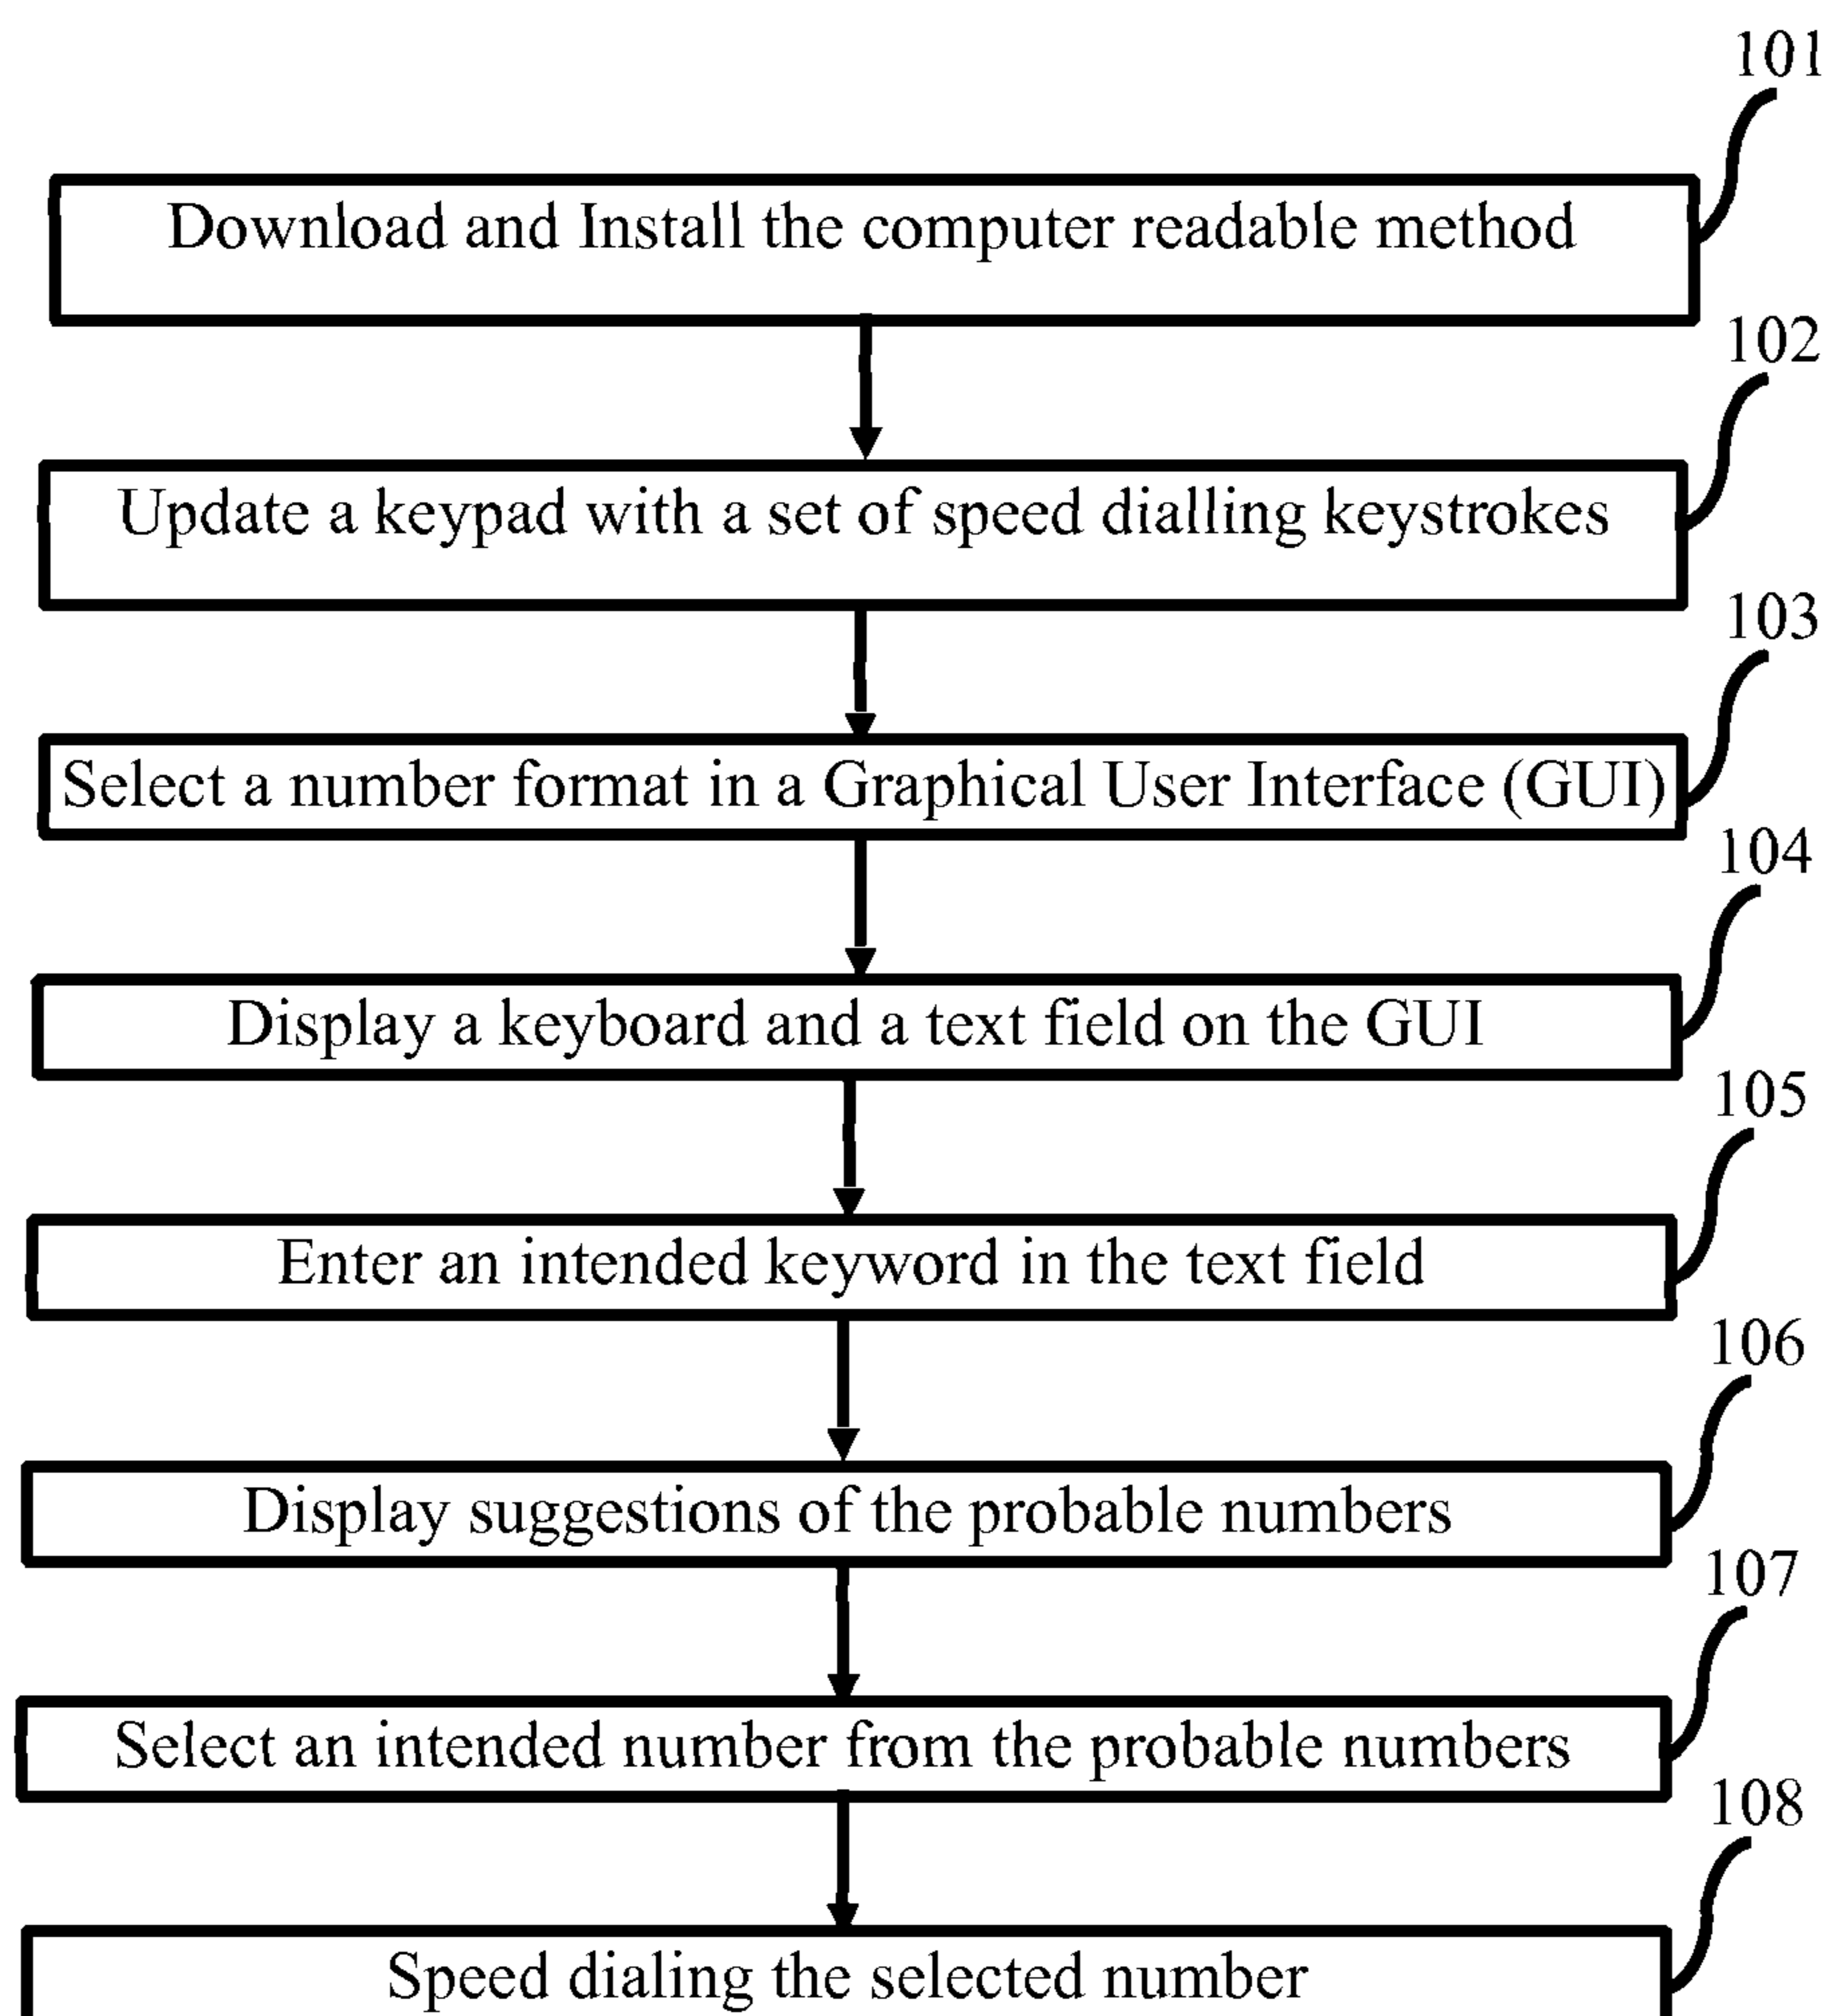 101
Download and Install the computer readable method
102
Update a keypad with a set of speed dialling keystrokes
103
Select a number format in a Graphical User Interface (GUI)
104
Display a keyboard and a text field on the GUI
105
Enter an intended keyword in the text field
106
Display suggestions of the probable numbers
107
Select an intended number from the probable numbers
108
Speed dialing the selected number